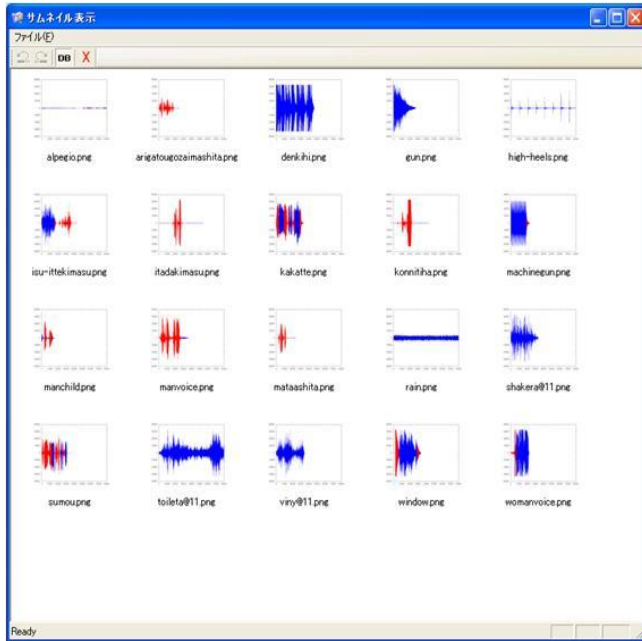 サムネイル表示
ファイル(F)
DB X
alpegio.png arigatougozaimashita.png denkihi.png gun.png high-heels.png
isu-ittekimasu.png itadakimasu.png kakatte.png konnitiha.png machinegun.png
manchild.png manvoice.png mataashita.png rain.png shakera@11.png
sumou.png toileta@11.png viny@11.png window.png womanvoice.png
Ready